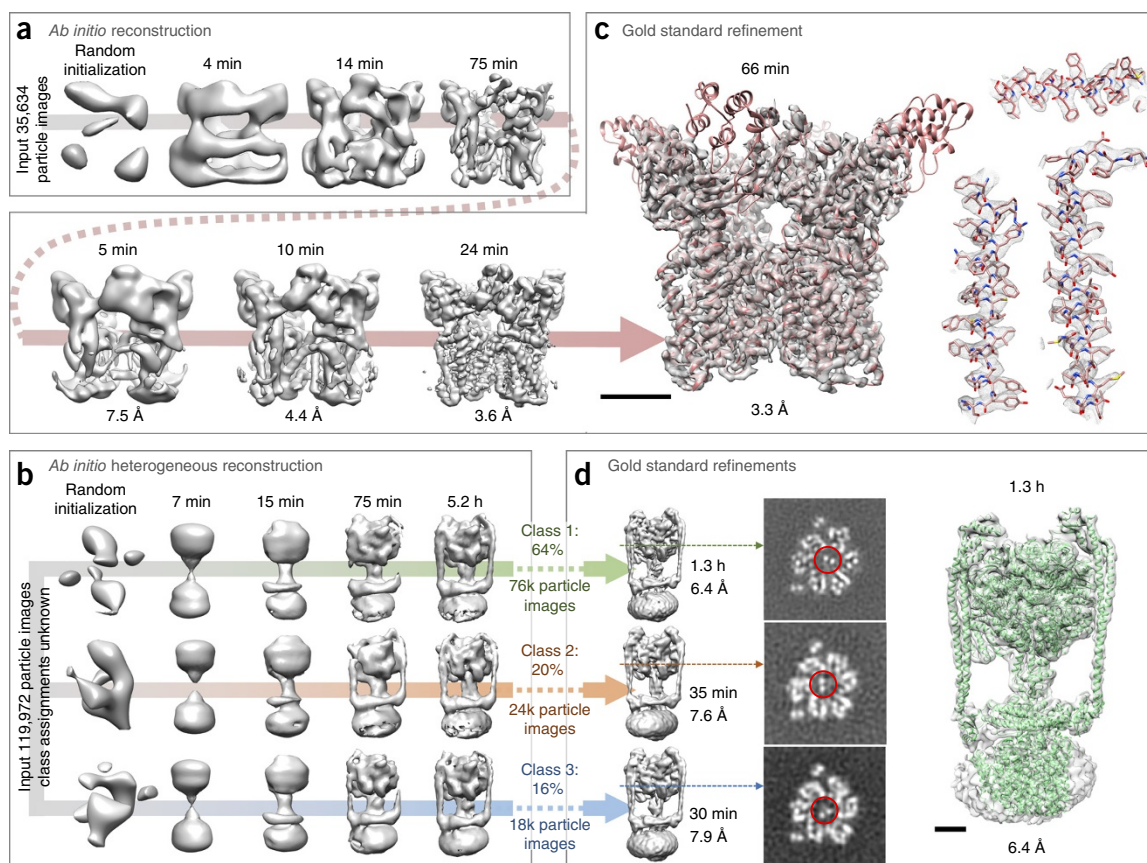 a Ab initio reconstruction
Random
initialization
4 min
14 min
75 min
Input 35,634
particle images
5 min
10 min
24 min
7.5 Å
4.4 Å
3.6 Å
c Gold standard refinement
66 min
3.3 Å
b Ab initio heterogeneous reconstruction
Random
initialization
7 min
15 min
75 min
5.2 h
Input 119,972 particle images
class assignments unknown
Class 1:
64%
76k particle
images
Class 2:
20%
24k particle
images
Class 3:
16%
18k particle
images
d Gold standard refinements
1.3 h
6.4 Å
35 min
7.6 Å
30 min
7.9 Å
1.3 h
6.4 Å